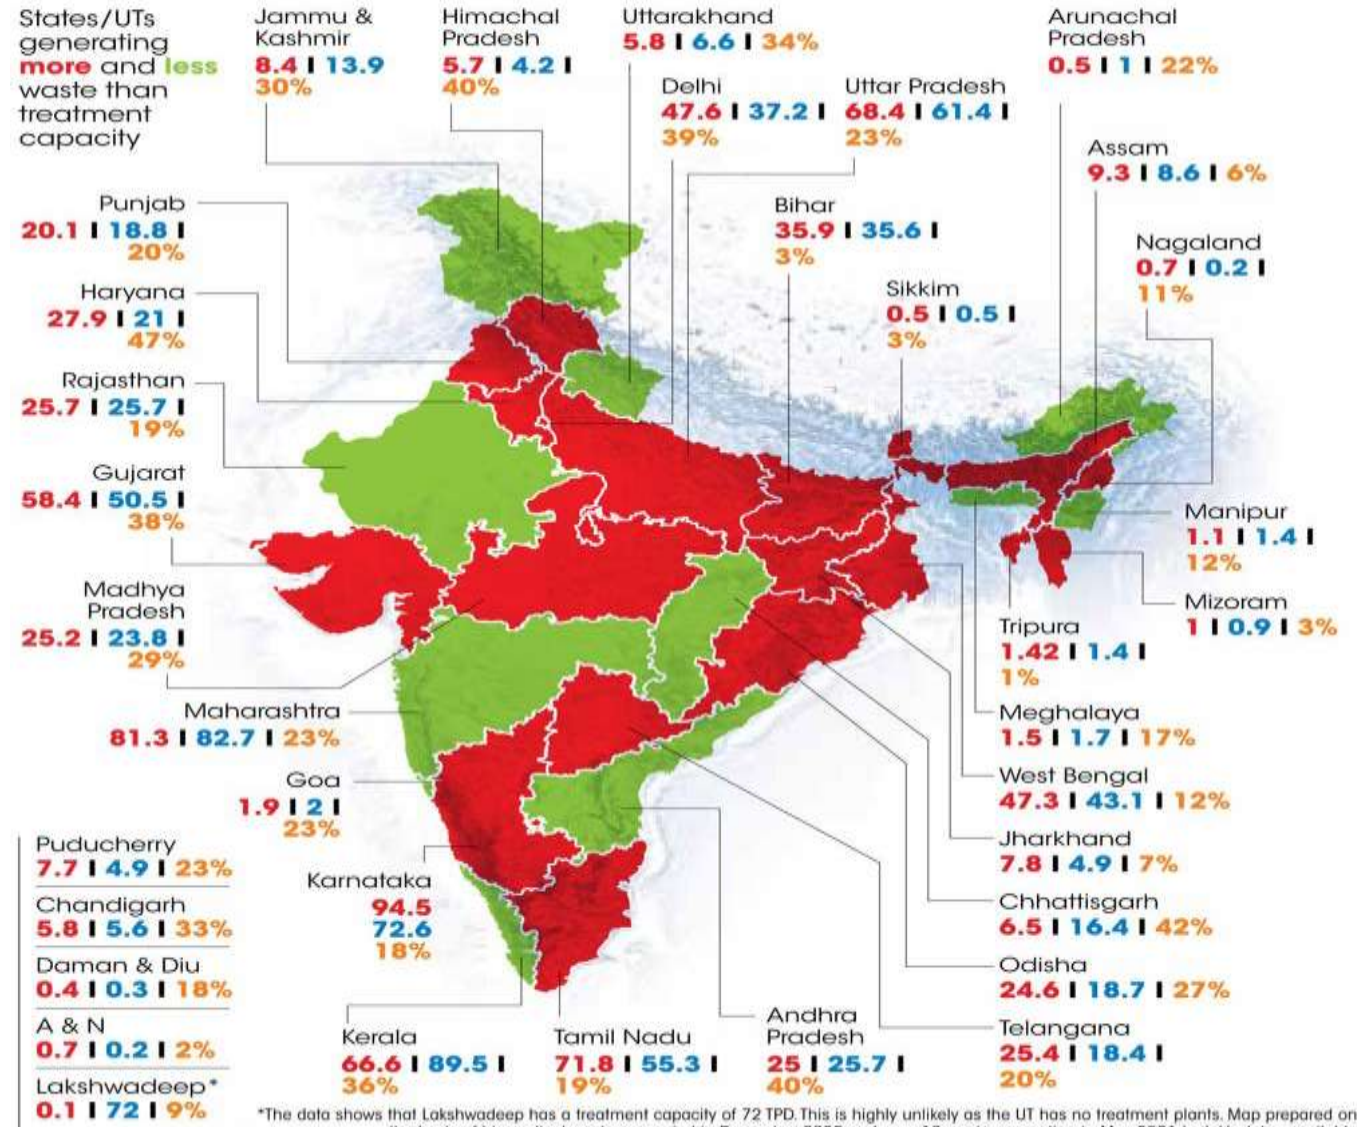 States/UTs
generating
more and less
waste than
treatment
capacity
Jammu &
Kashmir
8.4 | 13.9
30%
Himachal
Pradesh
5.7 | 4.2 |
40%
Uttarakhand
5.8 | 6.6 | 34%
Delhi
47.6 | 37.2 |
39%
Uttar Pradesh
68.4 | 61.4 |
23%
Arunachal
Pradesh
0.5 | 1 | 22%
Assam
9.3 | 8.6 | 6%
Nagaland
0.7 | 0.2 |
11%
Bihar
35.9 | 35.6 |
3%
Sikkim
0.5 | 0.5 |
3%
Punjab
20.1 | 18.8 |
20%
Haryana
27.9 | 21 |
47%
Rajasthan
25.7 | 25.7 |
19%
Gujarat
58.4 | 50.5 |
38%
Madhya
Pradesh
25.2 | 23.8 |
29%
Maharashtra
81.3 | 82.7 | 23%
Goa
1.9 | 2 |
23%
Karnataka
94.5
72.6
18%
Manipur
1.1 | 1.4 |
12%
Mizoram
1 | 0.9 | 3%
Tripura
1.42 | 1.4 |
1%
Meghalaya
1.5 | 1.7 | 17%
West Bengal
47.3 | 43.1 | 12%
Jharkhand
7.8 | 4.9 | 7%
Chhattisgarh
6.5 | 16.4 | 42%
Odisha
24.6 | 18.7 | 27%
Telangana
25.4 | 18.4 |
20%
Puducherry
7.7 | 4.9 | 23%
Chandigarh
5.8 | 5.6 | 33%
Daman & Diu
0.4 | 0.3 | 18%
A & N
0.7 | 0.2 | 2%
Lakshwadeep*
0.1 | 72 | 9%
Kerala
66.6 | 89.5 |
36%
Tamil Nadu
71.8 | 55.3 |
19%
Andhra
Pradesh
25 | 25.7 |
40%
*The data shows that Lakshwadeep has a treatment capacity of 72 TPD. This is highly unlikely as the UT has no treatment plants. Map prepared on